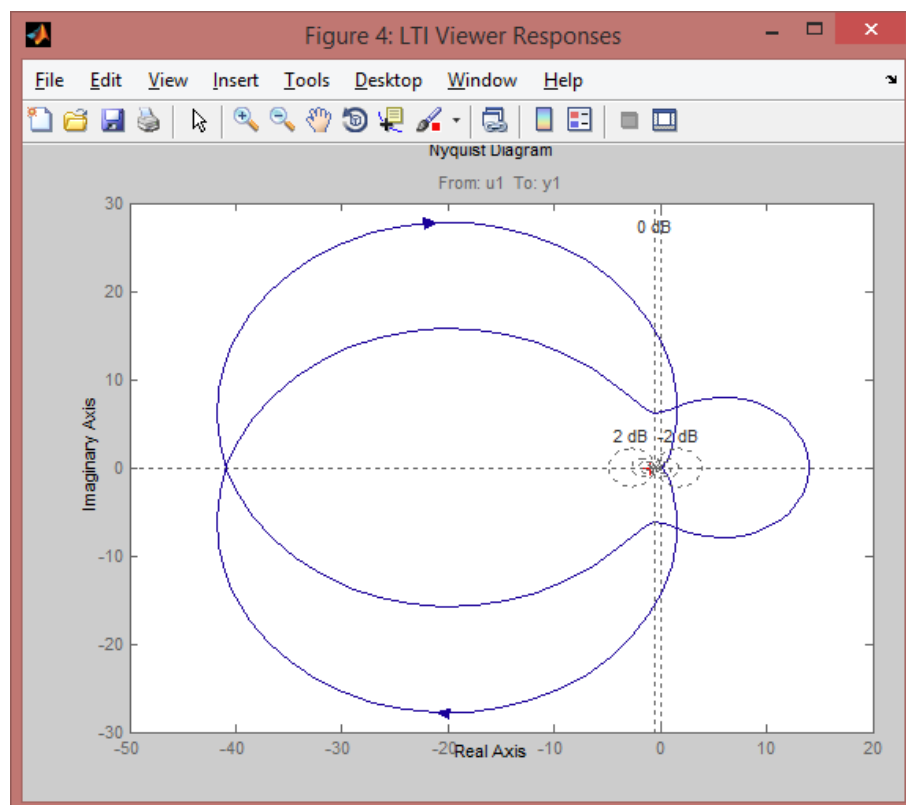 Figure 4: LTI Viewer Responses
File Edit View Insert Tools Desktop Window Help
Nyquist Diagram
From: u1 To: y1
0 dB
2 dB -2 dB
Imaginary Axis
30
20
10
0
-10
-20
-30
-50 -40 -30 -20 -10 0 10 20
Real Axis